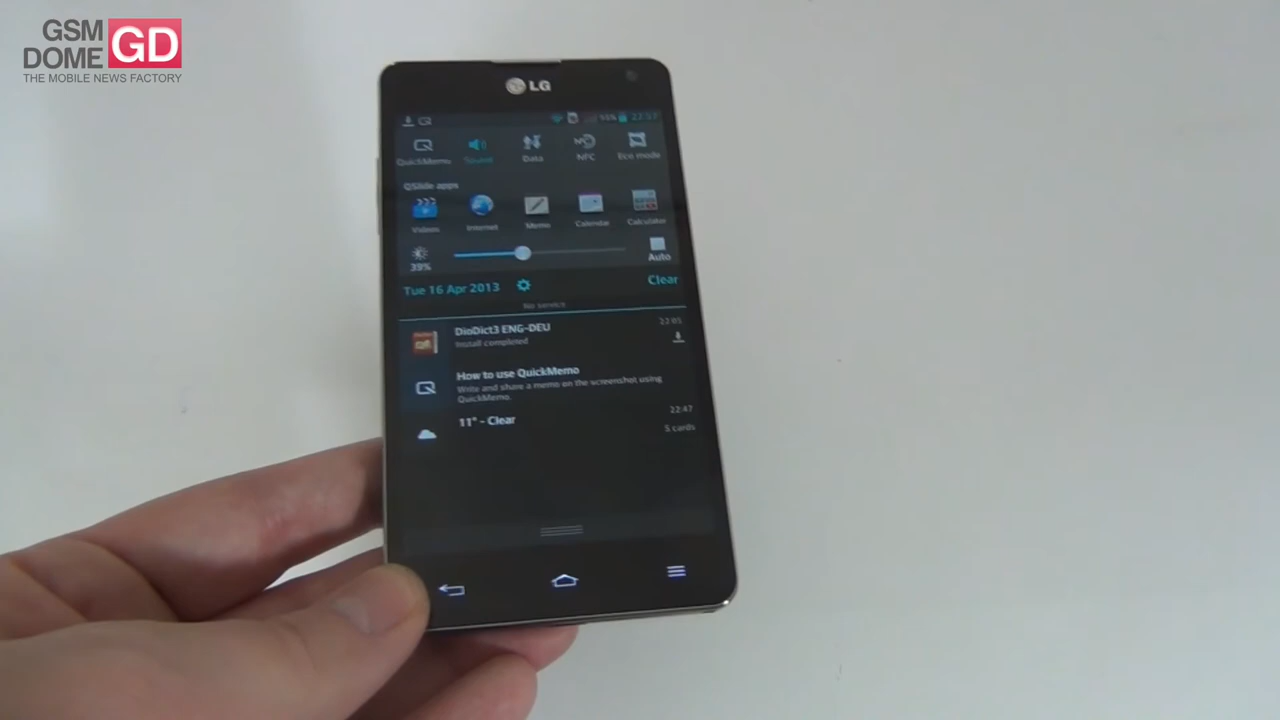 GSM
DOME GD
THE MOBILE NEWS FACTORY
LG
22:57
QuickMemo Sound Data NFC Eco mode
QSlide apps
Videos Internet Memo Calendar Calculator
39% Auto
Tue 16 Apr 2013 Clear
No service
DioDict3 ENG-DEU 22:05
Install completed
How to use QuickMemo
Write and share a memo on the screenshot using
QuickMemo.
11° - Clear 22:47
5 cards